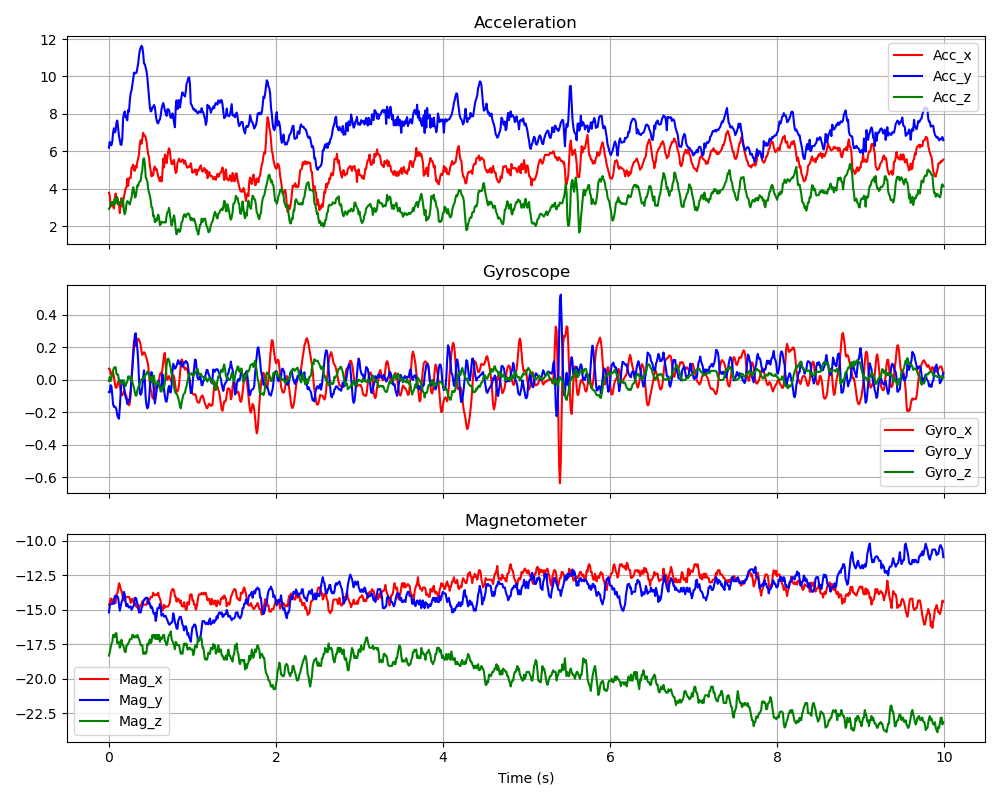 Acceleration
12
10
8
6
4
2
Acc_x
Acc_y
Acc_z
Gyroscope
0.4
0.2
0.0
−0.2
−0.4
−0.6
Gyro_x
Gyro_y
Gyro_z
Magnetometer
−10.0
−12.5
−15.0
−17.5
−20.0
−22.5
Mag_x
Mag_y
Mag_z
0 2 4 6 8 10
Time (s)